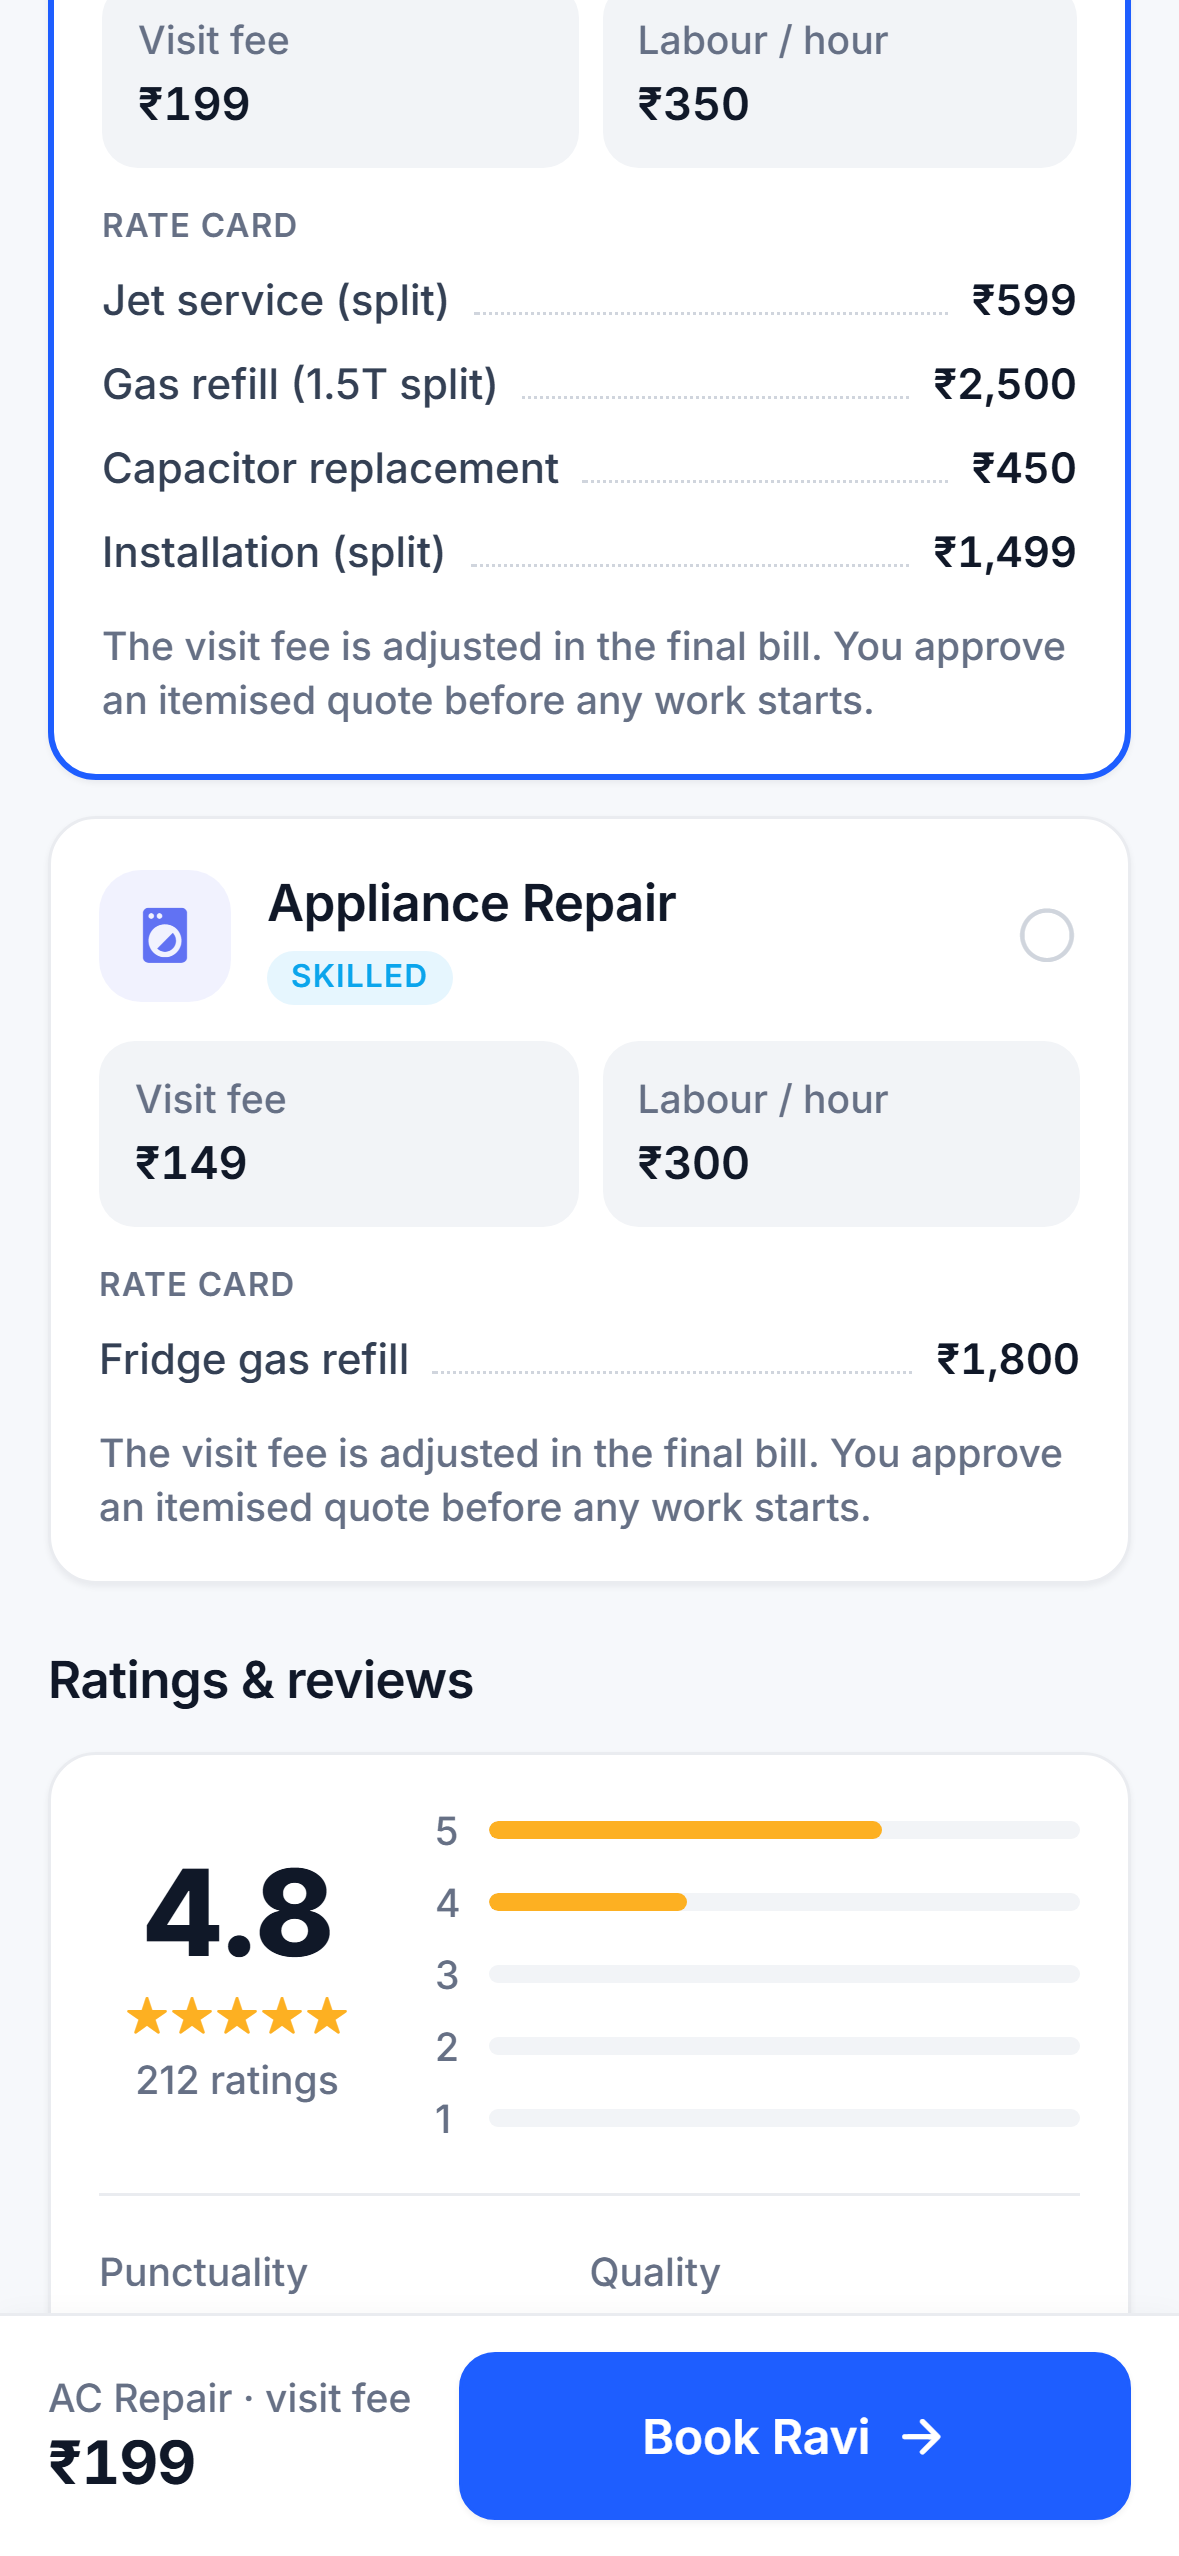 Visit fee
Labour / hour
₹199
₹350
RATE CARD
Jet service (split) ₹599
Gas refill (1.5T split) ₹2,500
Capacitor replacement ₹450
Installation (split) ₹1,499
The visit fee is adjusted in the final bill. You approve
an itemised quote before any work starts.
Appliance Repair
SKILLED
Visit fee
Labour / hour
₹149
₹300
RATE CARD
Fridge gas refill ₹1,800
The visit fee is adjusted in the final bill. You approve
an itemised quote before any work starts.
Ratings & reviews
4.8
212 ratings
5
4
3
2
1
Punctuality
Quality
AC Repair · visit fee
₹199
Book Ravi →